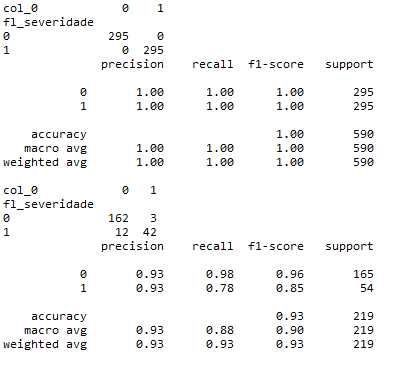 col_0 0 1
fl_severidade
0 295 0
1 0 295
precision recall f1-score support
0 1.00 1.00 1.00 295
1 1.00 1.00 1.00 295
accuracy 1.00 590
macro avg 1.00 1.00 1.00 590
weighted avg 1.00 1.00 1.00 590
col_0 0 1
fl_severidade
0 162 3
1 12 42
precision recall f1-score support
0 0.93 0.98 0.96 165
1 0.93 0.78 0.85 54
accuracy 0.93 219
macro avg 0.93 0.88 0.90 219
weighted avg 0.93 0.93 0.93 219